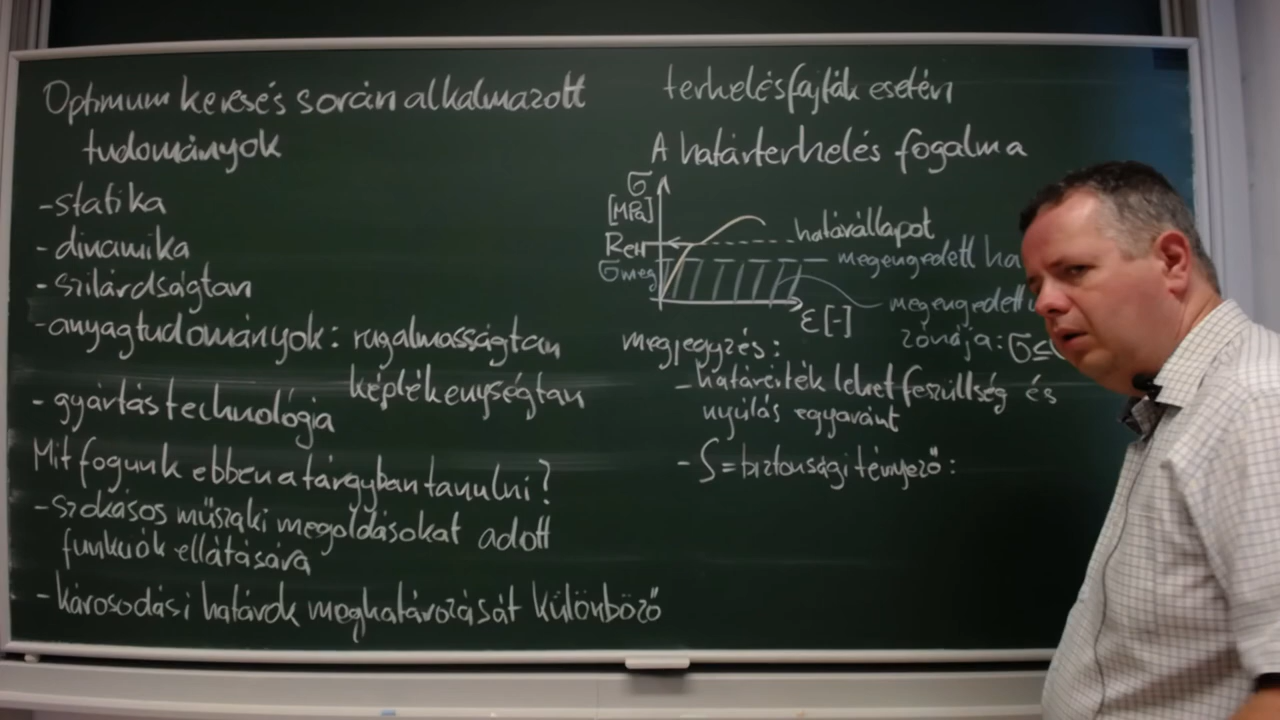 Optimum keresés során alkalmazott
tudományok
-statika
- dinamika
- szilárdságtan
-anyagtudományok: rugalmasságtan
képlékenységtan
- gyártástechnológia
Mit fogunk ebben a tárgyban tanulni?
-szokásos műszaki megoldásokat adott
funkciók ellátására
-károsodási határok meghatározását különböző
terhelésfajták esetén
A határterhelés fogalma
σ
[MPa]
ReH
σmeg
határállapot
megengedett
megengedett
zónája: σ≤
ε[-]
megjegyzés:
-határérték lehet feszültség és
nyúlás egyaránt
- S=biztonsági tényező: